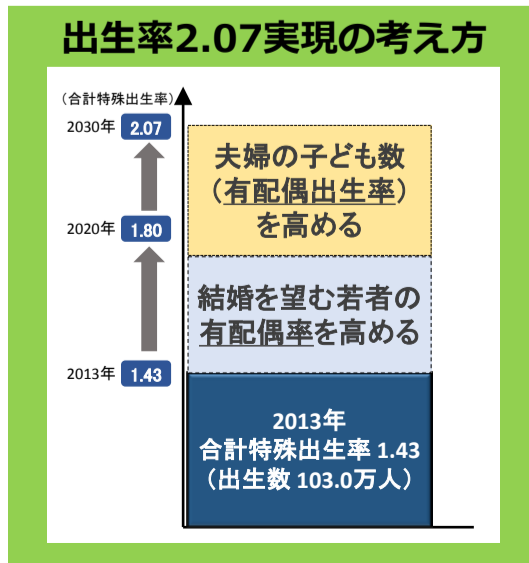 出生率2.07実現の考え方
（合計特殊出生率）
2030年 2.07
夫婦の子ども数
（有配偶出生率）
を高める
2020年 1.80
結婚を望む若者の
有配偶率を高める
2013年 1.43
2013年
合計特殊出生率 1.43
（出生数 103.0万人）